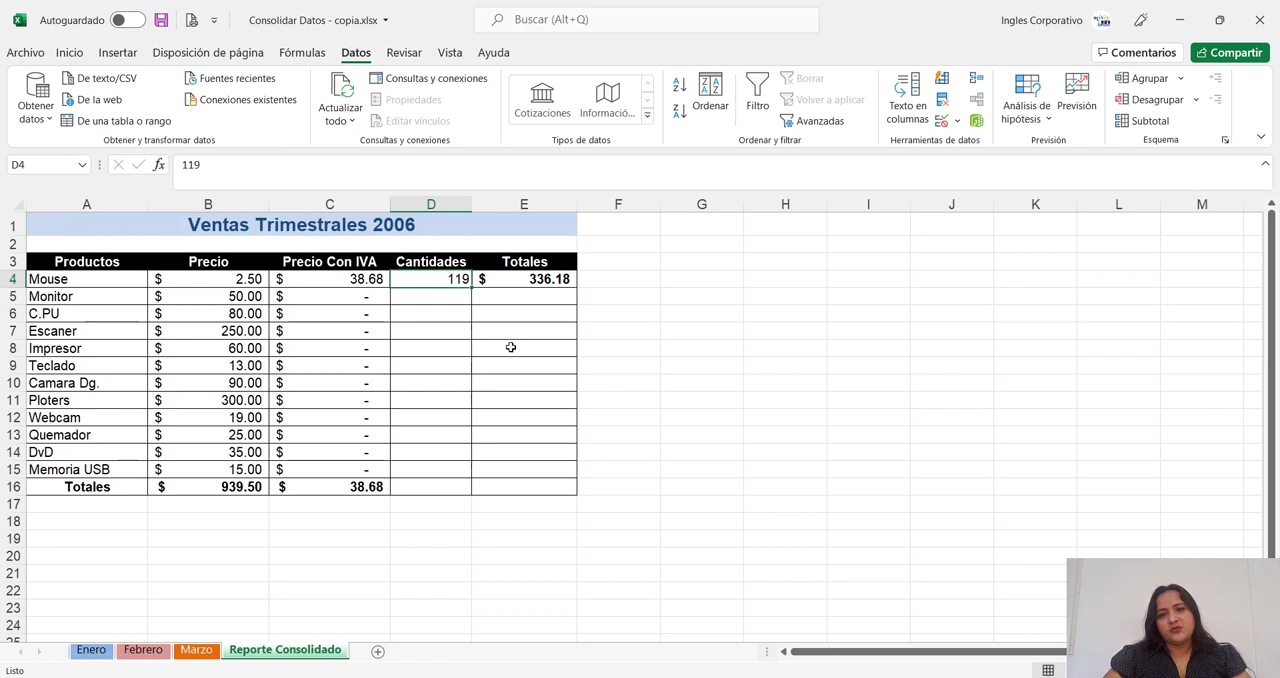 Autoguardado
Consolidar Datos - copia.xlsx
Buscar (Alt+Q)
Ingles Corporativo
Archivo Inicio Insertar Disposición de página Fórmulas Datos Revisar Vista Ayuda
Comentarios Compartir
Obtener datos
De texto/CSV
De la web
De una tabla o rango
Fuentes recientes
Conexiones existentes
Obtener y transformar datos
Actualizar todo
Consultas y conexiones
Propiedades
Editar vínculos
Consultas y conexiones
Cotizaciones
Informació...
Tipos de datos
Ordenar
Filtro
Borrar
Volver a aplicar
Avanzadas
Ordenar y filtrar
Texto en columnas
Herramientas de datos
Análisis de hipótesis
Previsión
Previsión
Agrupar
Desagrupar
Subtotal
Esquema
D4
fx
119
A B C D E F G H I J K L M
1 Ventas Trimestrales 2006
2
3 Productos Precio Precio Con IVA Cantidades Totales
4 Mouse $ 2.50 $ 38.68 119 $ 336.18
5 Monitor $ 50.00 $ -
6 C.PU $ 80.00 $ -
7 Escaner $ 250.00 $ -
8 Impresor $ 60.00 $ -
9 Teclado $ 13.00 $ -
10 Camara Dg. $ 90.00 $ -
11 Ploters $ 300.00 $ -
12 Webcam $ 19.00 $ -
13 Quemador $ 25.00 $ -
14 DvD $ 35.00 $ -
15 Memoria USB $ 15.00 $ -
16 Totales $ 939.50 $ 38.68
17
18
19
20
21
22
23
24
25
Enero Febrero Marzo Reporte Consolidado
Listo